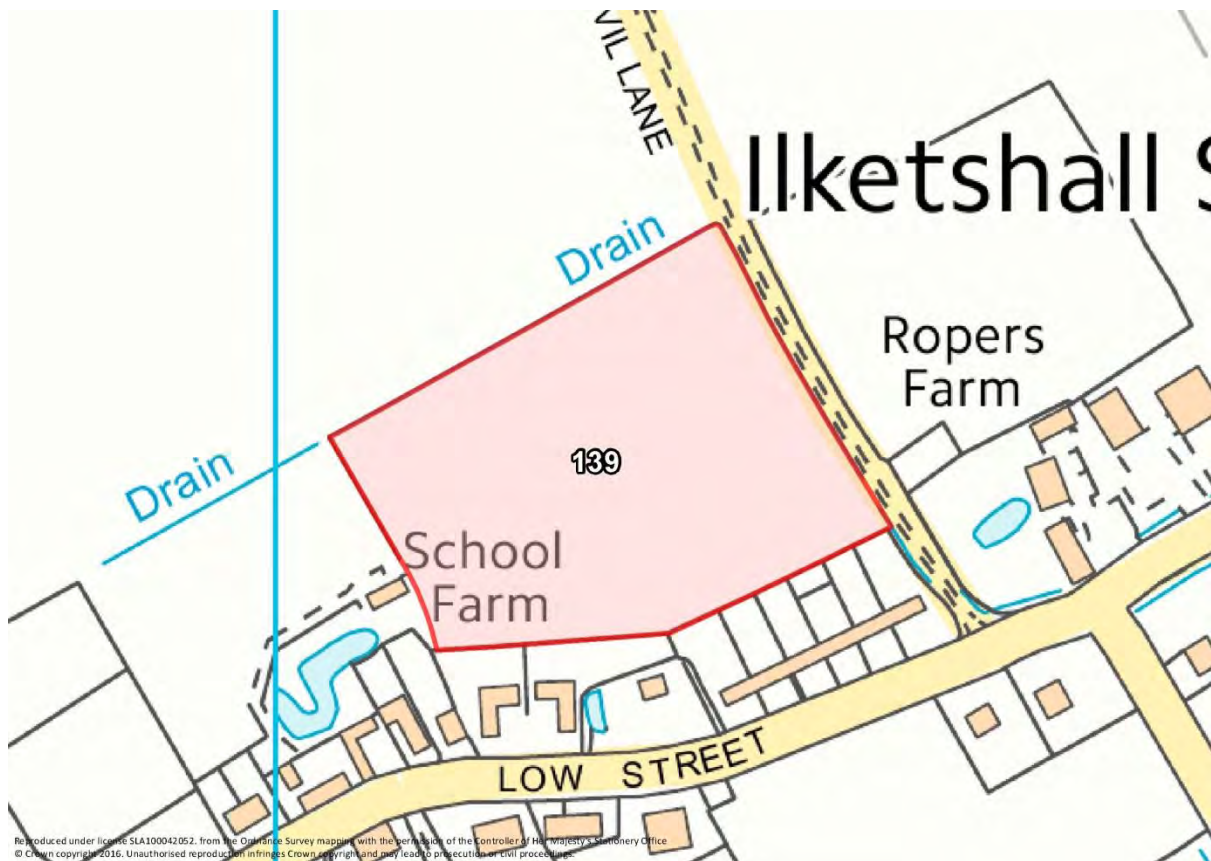 VIL LANE
Ilketshall S
Drain
Ropers
Farm
139
Drain
School
Farm
LOW STREET
Reproduced under license SLA100042052. from the Ordnance Survey mapping with the permission of the Controller of Her Majesty's Stationery Office
© Crown copyright 2016. Unauthorised reproduction infringes Crown copyright and may lead to prosecution or civil proceedings.